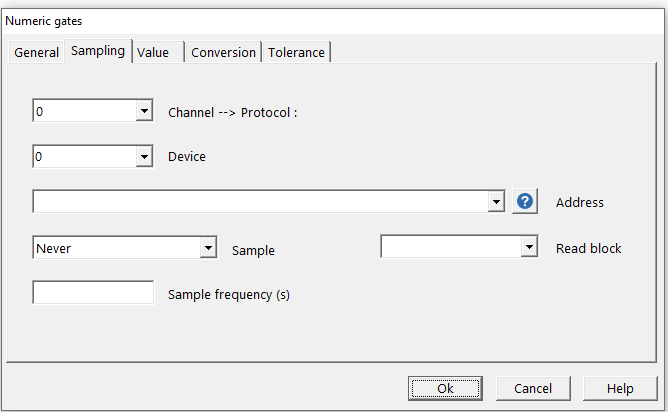 Numeric gates
General Sampling Value Conversion Tolerance
0 Channel --> Protocol :
0 Device
? Address
Never Sample Read block
Sample frequency (s)
Ok Cancel Help